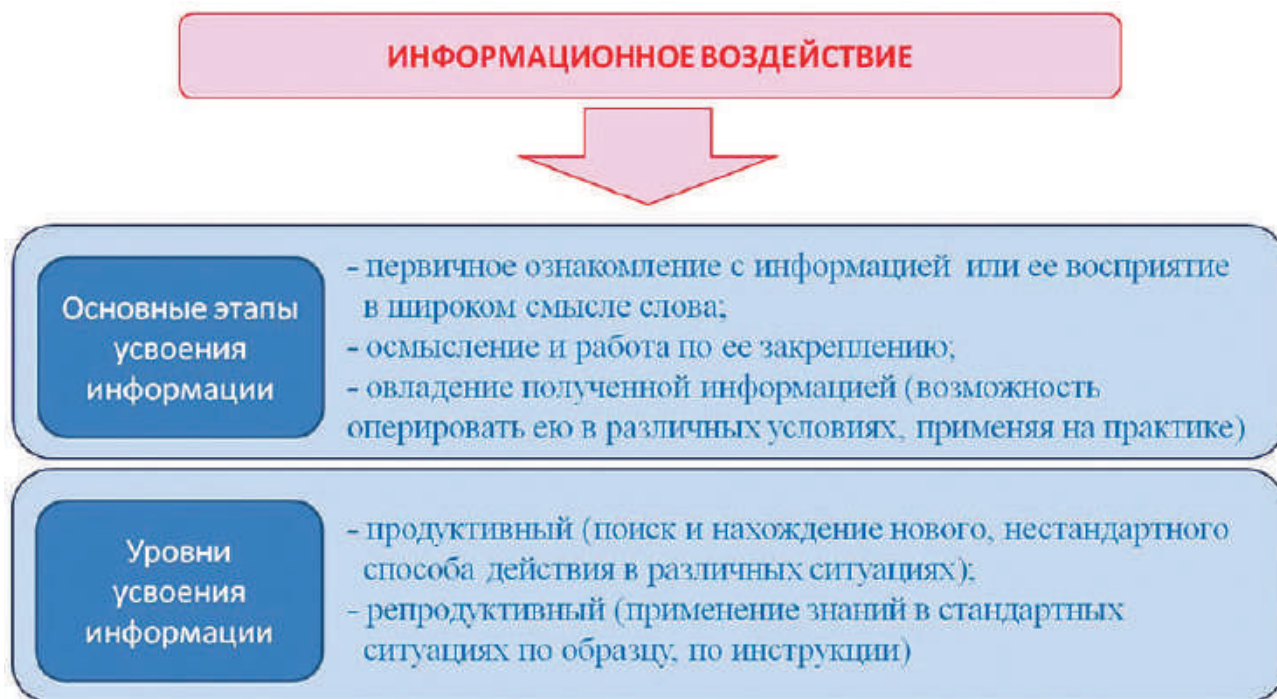 ИНФОРМАЦИОННОЕ ВОЗДЕЙСТВИЕ
Основные этапы
усвоения
информации
- первичное ознакомление с информацией или ее восприятие
в широком смысле слова;
- осмысление и работа по ее закреплению;
- овладение полученной информацией (возможность
оперировать ею в различных условиях, применяя на практике)
Уровни
усвоения
информации
- продуктивный (поиск и нахождение нового, нестандартного
способа действия в различных ситуациях);
- репродуктивный (применение знаний в стандартных
ситуациях по образцу, по инструкции)